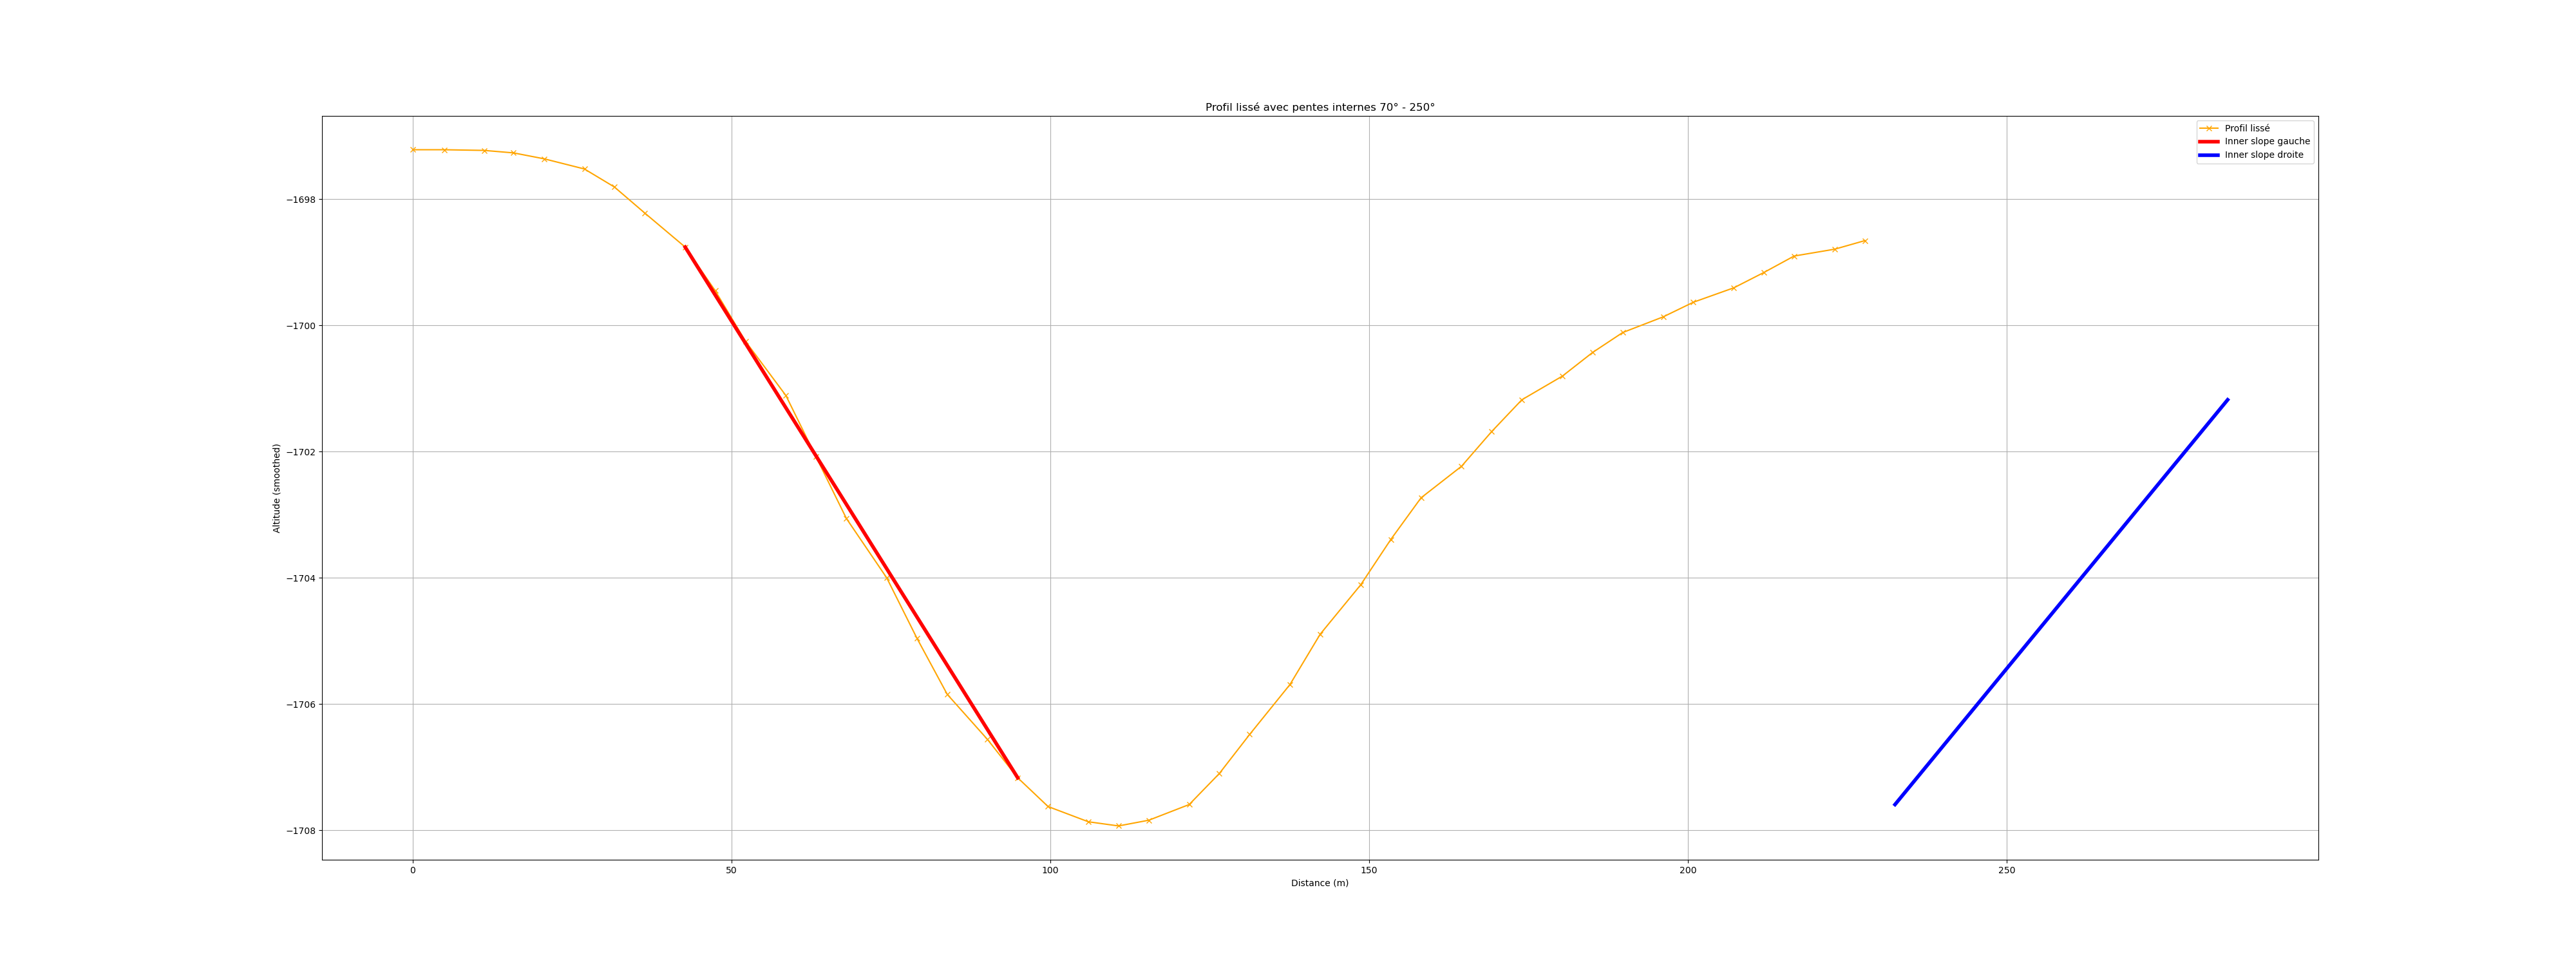 Profil lissé avec pentes internes 70° - 250°
Profil lissé
Inner slope gauche
Inner slope droite
Altitude (smoothed)
−1698
−1700
−1702
−1704
−1706
−1708
0
50
100
150
200
250
Distance (m)